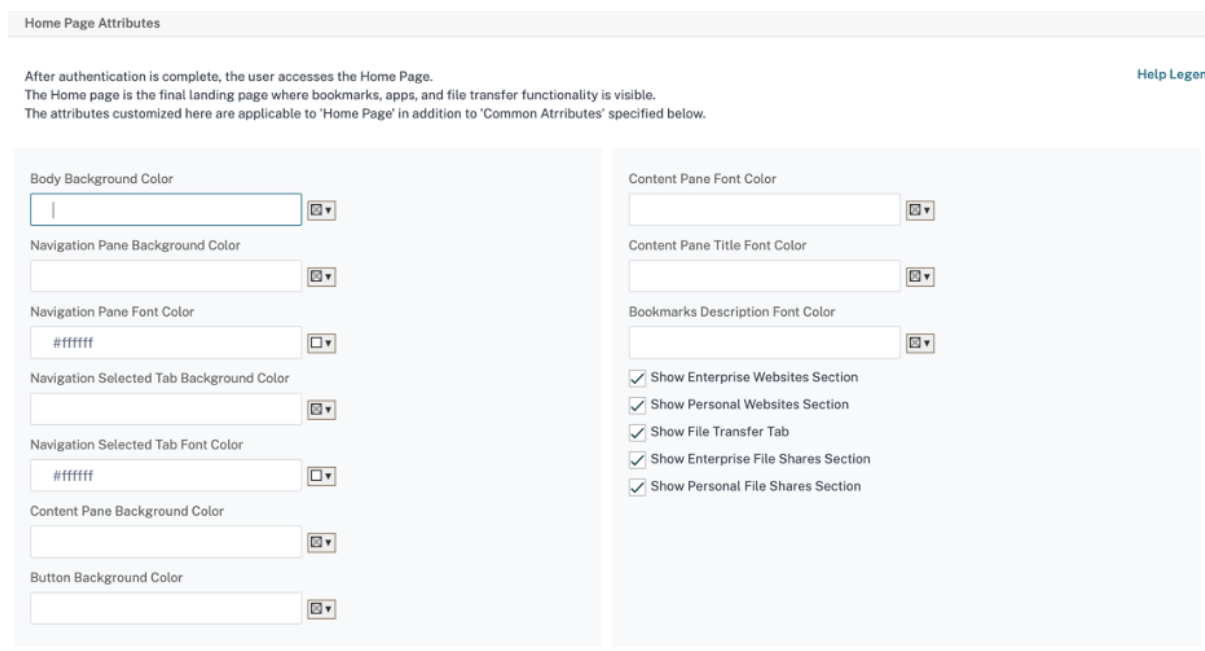 Home Page Attributes
After authentication is complete, the user accesses the Home Page.
Help Legen
The Home page is the final landing page where bookmarks, apps, and file transfer functionality is visible.
The attributes customized here are applicable to 'Home Page' in addition to 'Common Atrributes' specified below.
Body Background Color
Navigation Pane Background Color
Navigation Pane Font Color
#ffffff
Navigation Selected Tab Background Color
Navigation Selected Tab Font Color
#ffffff
Content Pane Background Color
Button Background Color
Content Pane Font Color
Content Pane Title Font Color
Bookmarks Description Font Color
Show Enterprise Websites Section
Show Personal Websites Section
Show File Transfer Tab
Show Enterprise File Shares Section
Show Personal File Shares Section